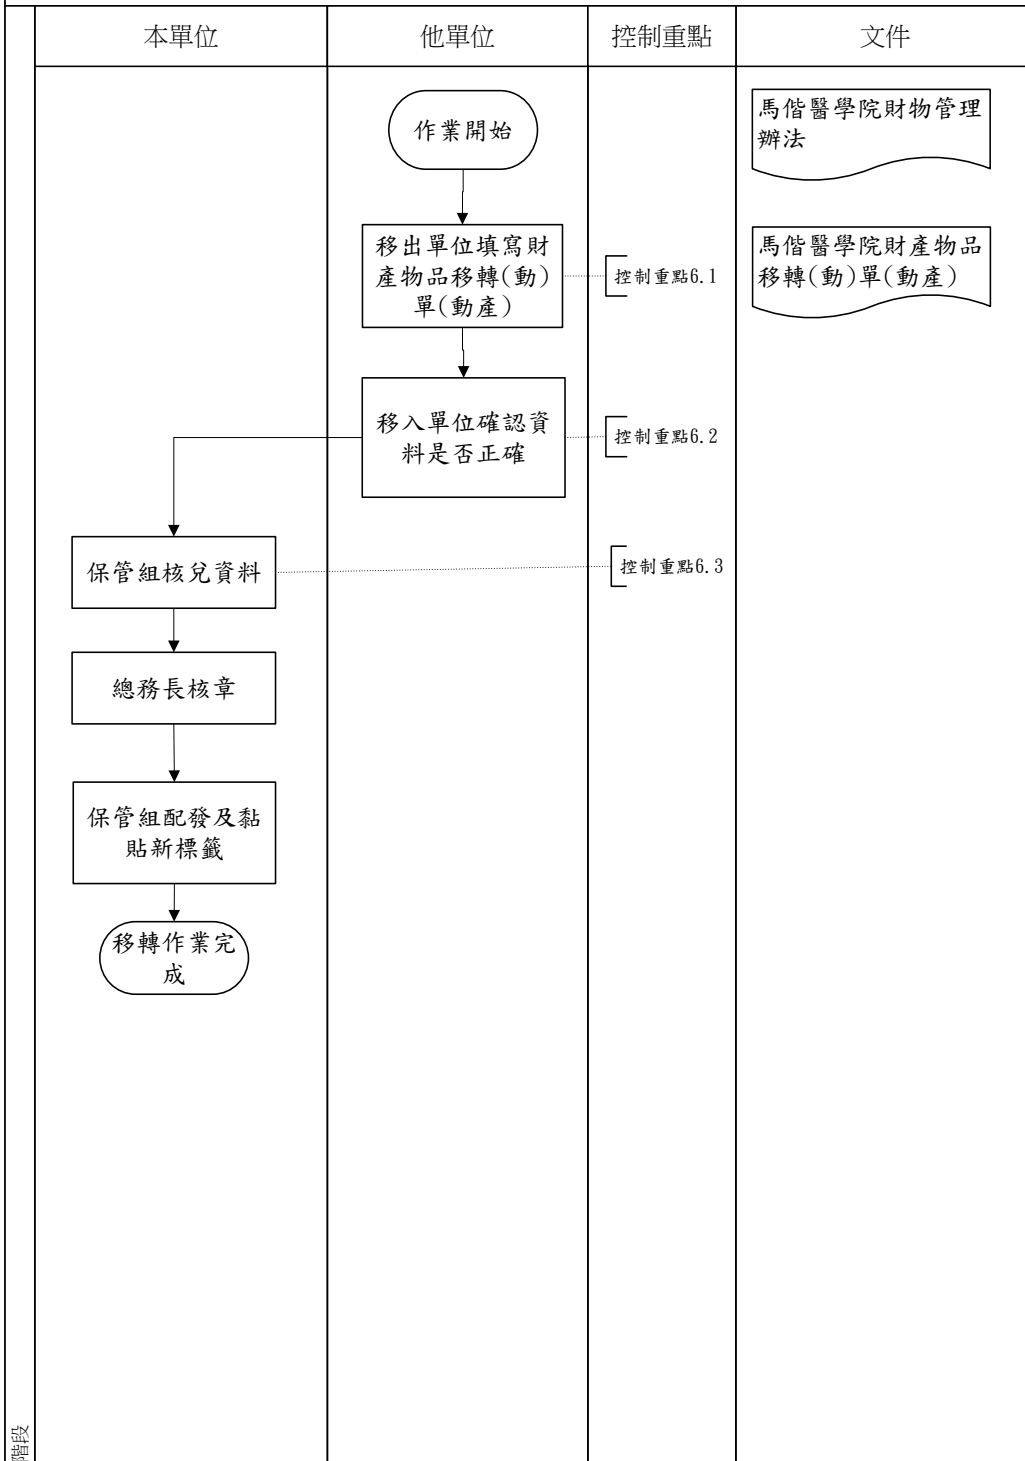 本單位
他單位
控制重點
文件
作業開始
馬偕醫學院財物管理
辦法
移出單位填寫財
產物品移轉(動)
單(動產)
控制重點6.1
馬偕醫學院財產物品
移轉(動)單(動產)
移入單位確認資
料是否正確
控制重點6.2
保管組核兌資料
控制重點6.3
總務長核章
保管組配發及黏
貼新標籤
移轉作業完
成
階段